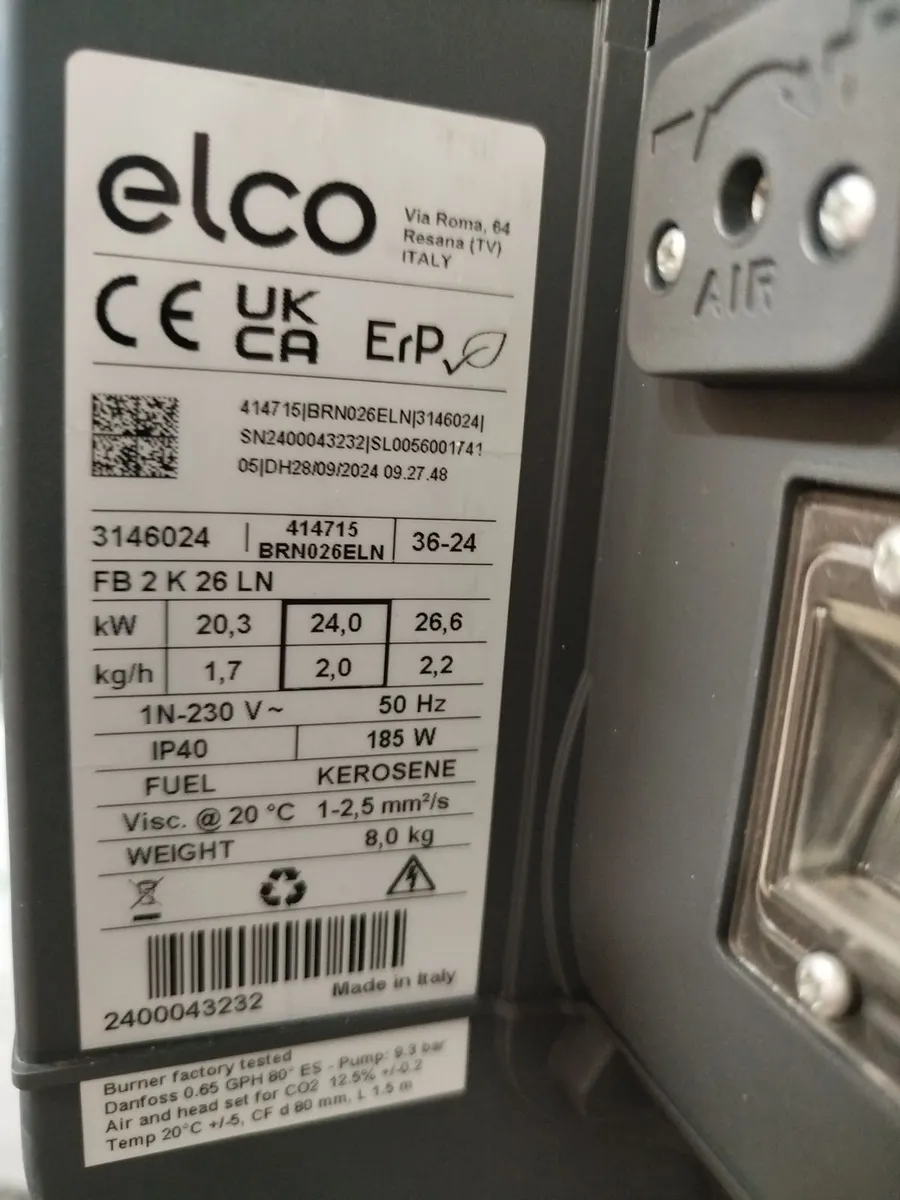 elco
Via Roma, 64
Resana (TV)
ITALY
CE
UK
CA
ErP
414715|BRN026ELN|3146024|
SN2400043232|SL0056001741
05|DH28/09/2024 09.27.48
3146024 | 414715 BRN026ELN 36-24
FB 2 K 26 LN
kW 20,3 24,0 26,6
kg/h 1,7 2,0 2,2
1N-230 V~ 50 Hz
IP40 185 W
FUEL KEROSENE
Visc. @ 20 °C 1-2,5 mm²/s
WEIGHT 8,0 kg
2400043232 Made in Italy
Burner factory tested
Danfoss 0.65 GPH 80° ES - Pump: 9.3 bar
Air and head set for CO2 12.5% +/-0.2
Temp 20°C +/-5, CF d 80 mm, L 1.5 m
AIR